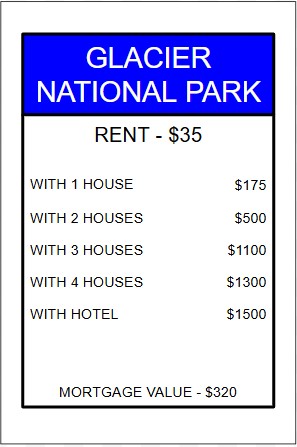 GLACIER
NATIONAL PARK
RENT - $35
WITH 1 HOUSE $175
WITH 2 HOUSES $500
WITH 3 HOUSES $1100
WITH 4 HOUSES $1300
WITH HOTEL $1500
MORTGAGE VALUE - $320